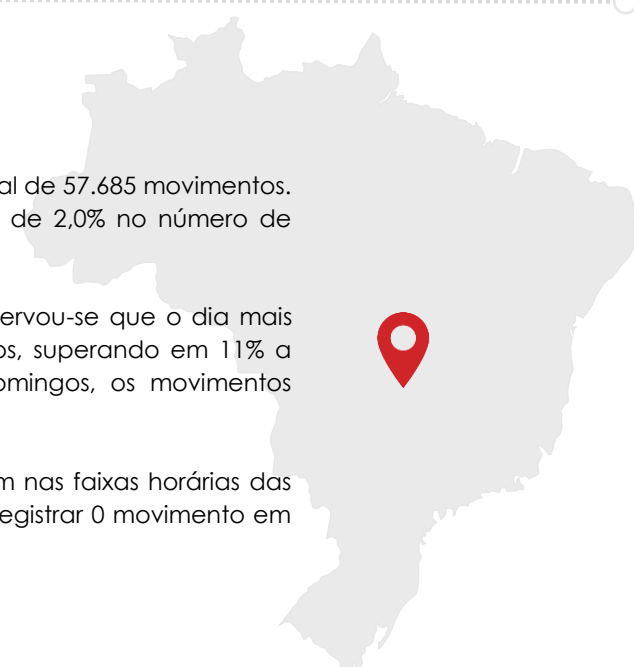 al de 57.685 movimentos.
de 2,0% no número de
ervou-se que o dia mais
os, superando em 11% a
omingos, os movimentos
m nas faixas horárias das
egistrar 0 movimento em